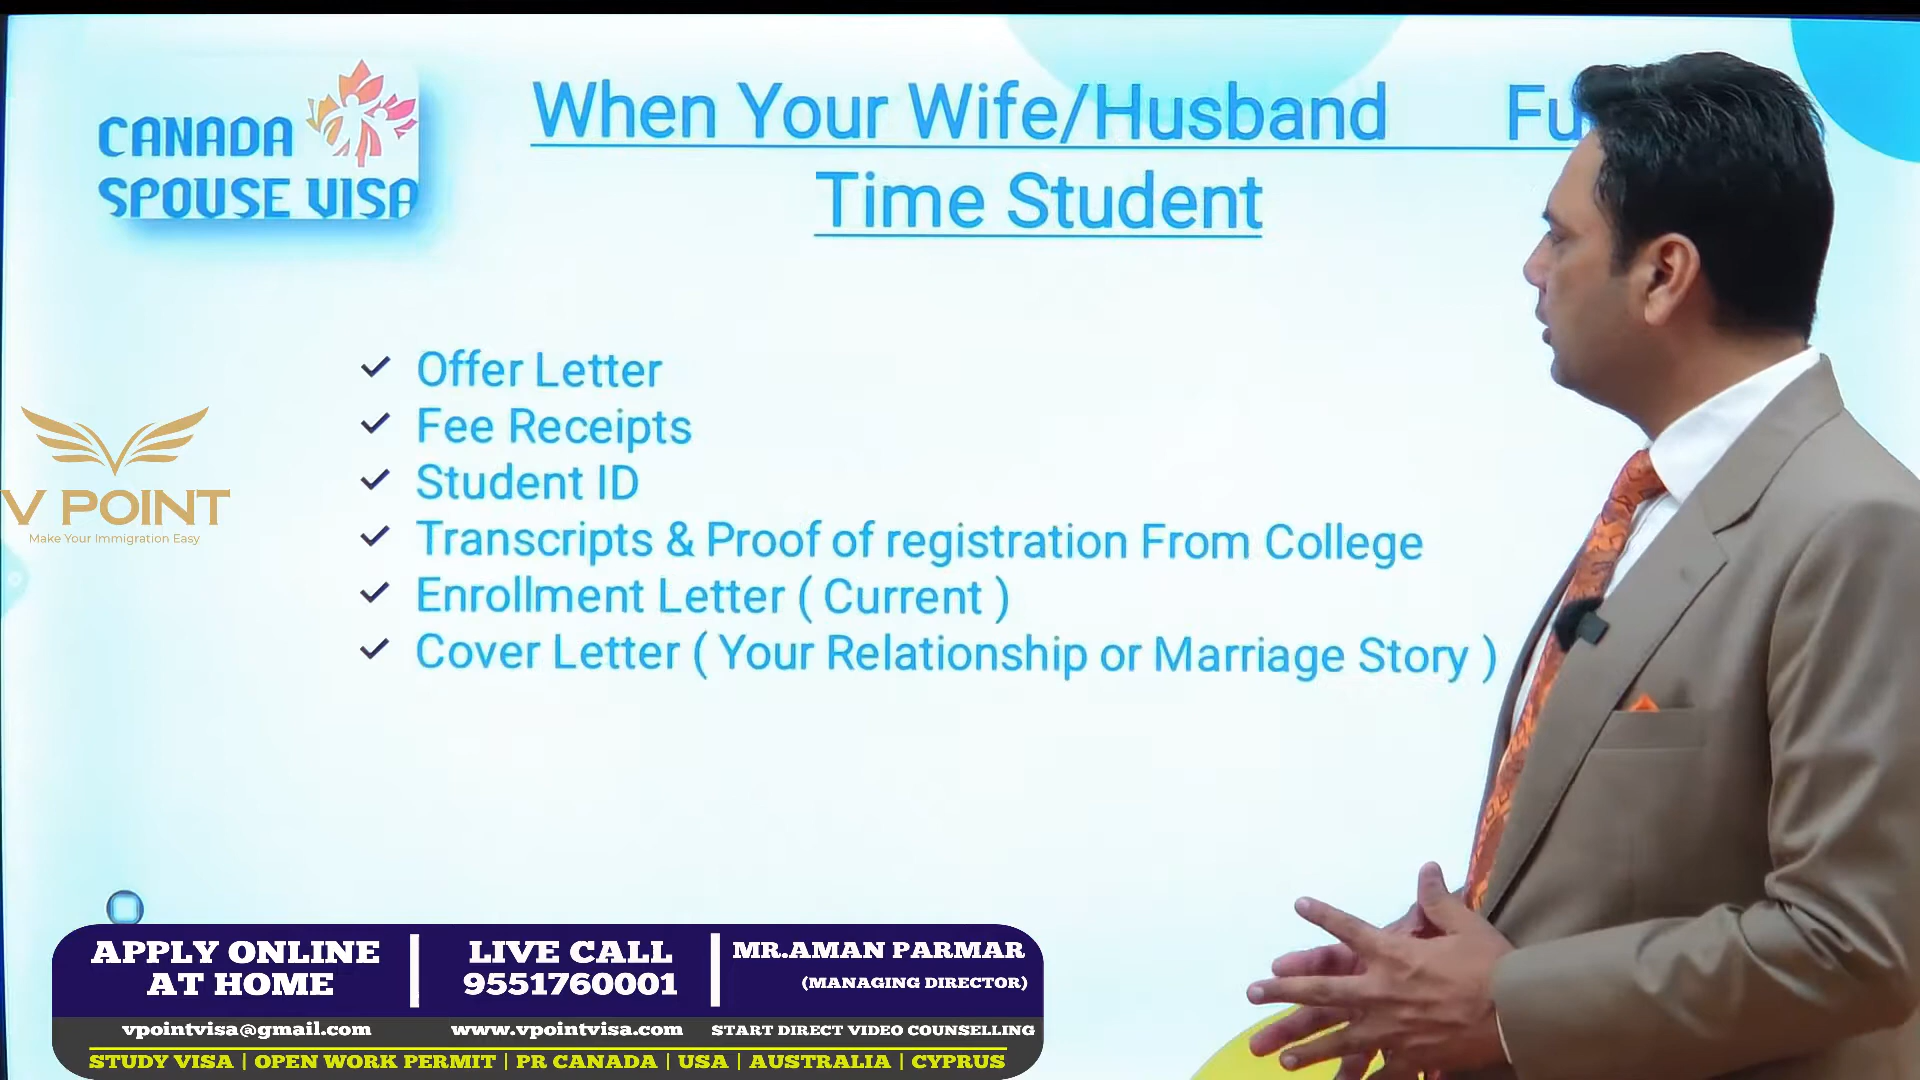 CANADA
SPOUSE VISA
When Your Wife/Husband Fu
Time Student
Offer Letter
Fee Receipts
Student ID
Transcripts & Proof of registration From College
Enrollment Letter ( Current )
Cover Letter ( Your Relationship or Marriage Story )
V POINT
Make Your Immigration Easy
APPLY ONLINE
AT HOME
LIVE CALL
9551760001
MR.AMAN PARMAR
(MANAGING DIRECTOR)
vpointvisa@gmail.com
www.vpointvisa.com
START DIRECT VIDEO COUNSELLING
STUDY VISA | OPEN WORK PERMIT | PR CANADA | USA | AUSTRALIA | CYPRUS